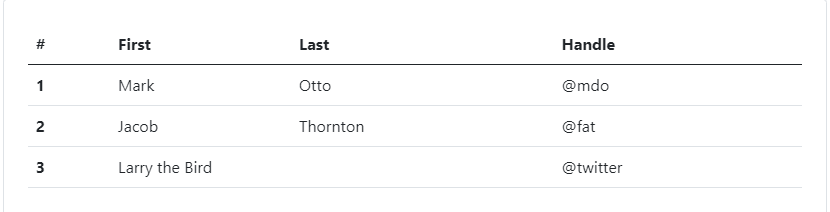 # First Last Handle
1 Mark Otto @mdo
2 Jacob Thornton @fat
3 Larry the Bird @twitter